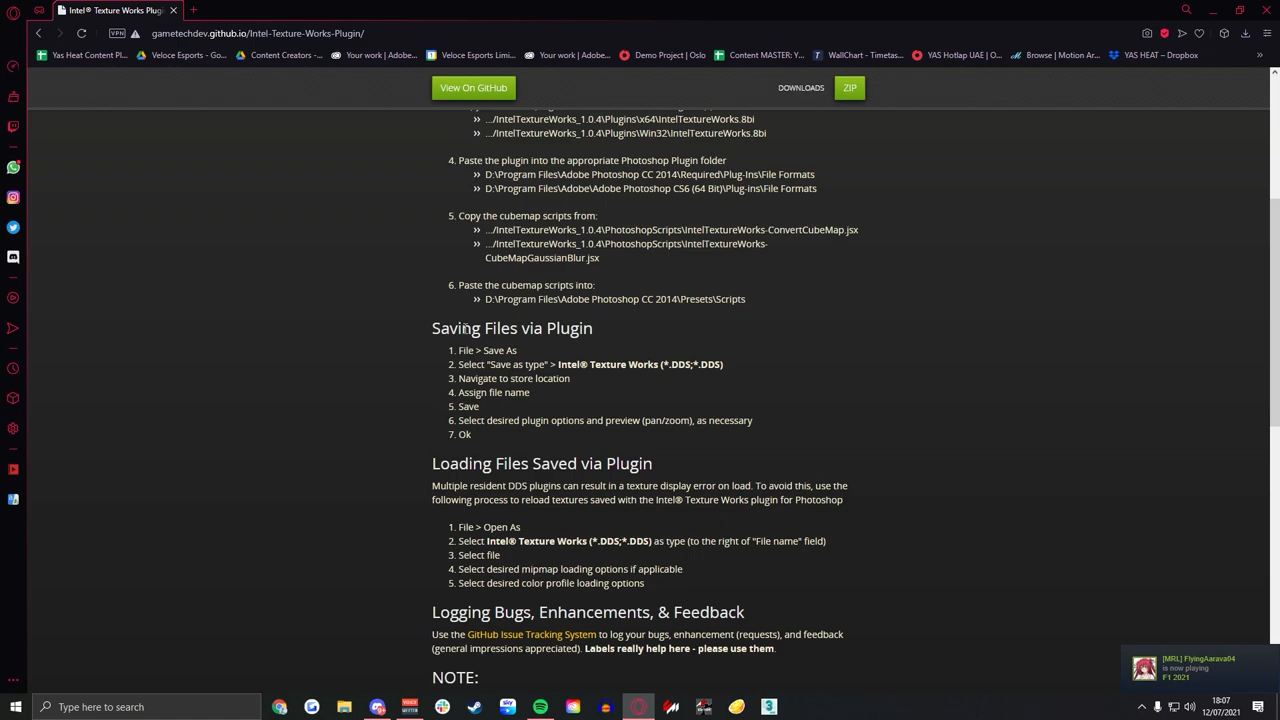 Intel® Texture Works Plugi
gametechdev.github.io/Intel-Texture-Works-Plugin/
VPN
Yas Heat Content Pl...
Veloce Esports - Go...
Content Creators -...
Your work | Adobe...
Veloce Esports Limi...
Your work | Adobe...
Demo Project | Oslo
Content MASTER: Y...
WallChart - Timetas...
YAS Hotlap UAE | O...
Browse | Motion Ar...
YAS HEAT – Dropbox
View On GitHub
DOWNLOADS
ZIP
.../IntelTextureWorks_1.0.4\Plugins\x64\IntelTextureWorks.8bi
.../IntelTextureWorks_1.0.4\Plugins\Win32\IntelTextureWorks.8bi
4. Paste the plugin into the appropriate Photoshop Plugin folder
D:\Program Files\Adobe Photoshop CC 2014\Required\Plug-Ins\File Formats
D:\Program Files\Adobe\Adobe Photoshop CS6 (64 Bit)\Plug-ins\File Formats
5. Copy the cubemap scripts from:
.../IntelTextureWorks_1.0.4\PhotoshopScripts\IntelTextureWorks-ConvertCubeMap.jsx
.../IntelTextureWorks_1.0.4\PhotoshopScripts\IntelTextureWorks-
CubeMapGaussianBlur.jsx
6. Paste the cubemap scripts into:
D:\Program Files\Adobe Photoshop CC 2014\Presets\Scripts
Saving Files via Plugin
1. File > Save As
2. Select "Save as type" > Intel® Texture Works (*.DDS;*.DDS)
3. Navigate to store location
4. Assign file name
5. Save
6. Select desired plugin options and preview (pan/zoom), as necessary
7. Ok
Loading Files Saved via Plugin
Multiple resident DDS plugins can result in a texture display error on load. To avoid this, use the
following process to reload textures saved with the Intel® Texture Works plugin for Photoshop
1. File > Open As
2. Select Intel® Texture Works (*.DDS;*.DDS) as type (to the right of "File name" field)
3. Select file
4. Select desired mipmap loading options if applicable
5. Select desired color profile loading options
Logging Bugs, Enhancements, & Feedback
Use the GitHub Issue Tracking System to log your bugs, enhancement (requests), and feedback
(general impressions appreciated). Labels really help here - please use them.
NOTE:
[MRL] FlyingAarava04
is now playing
F1 2021
Type here to search
18:07
12/07/2021